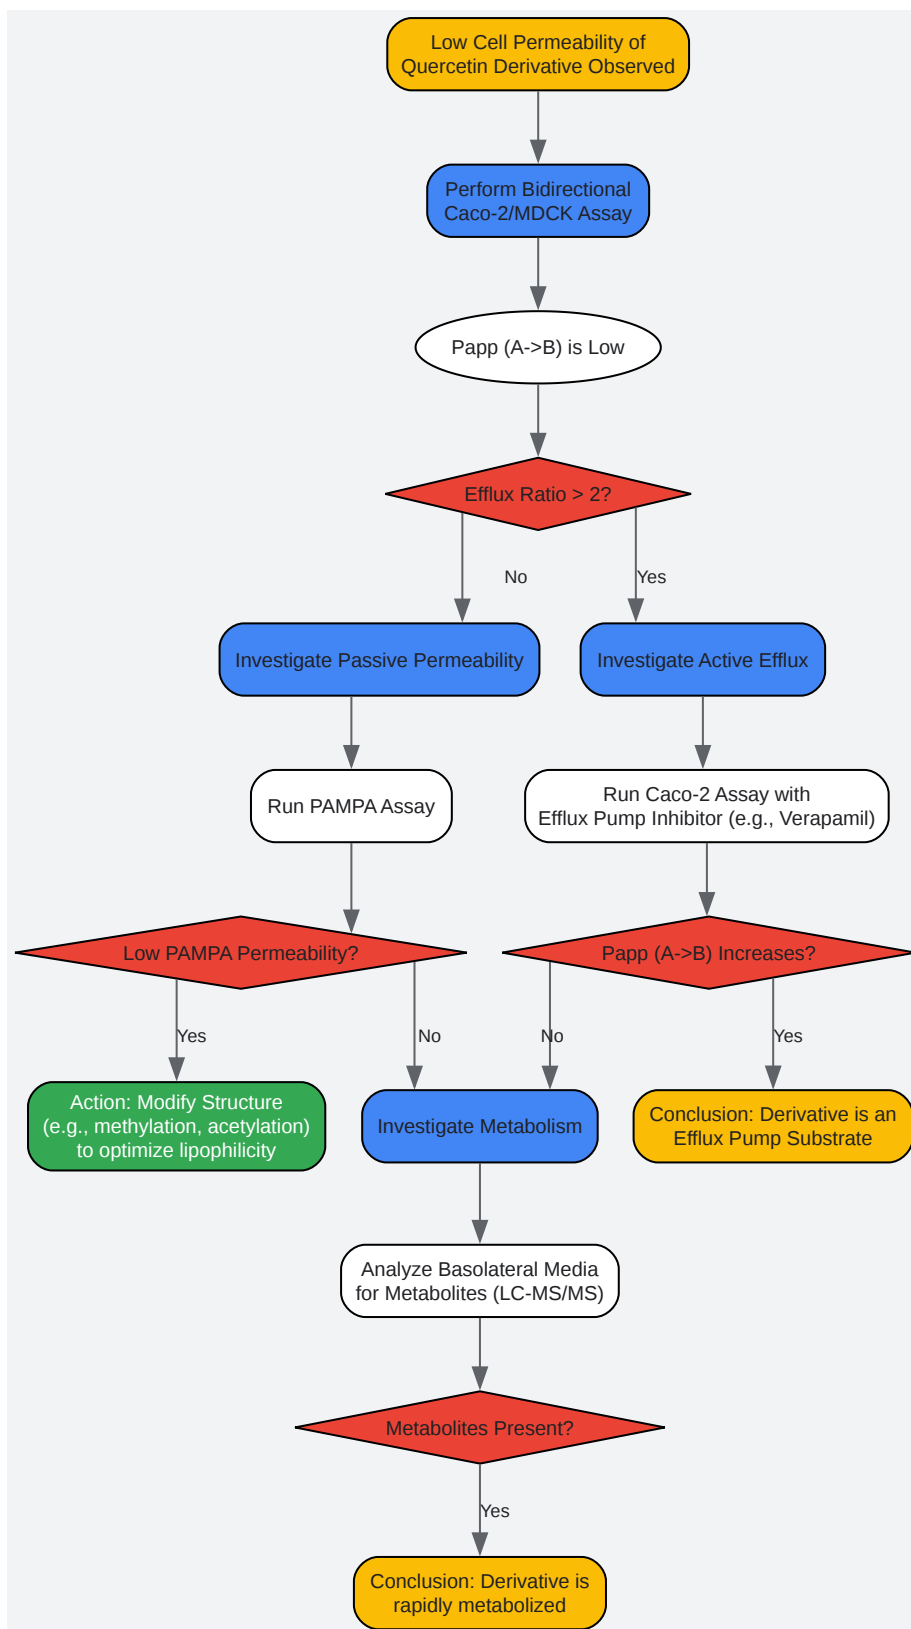 Low Cell Permeability of
Quercetin Derivative Observed
Perform Bidirectional
Caco-2/MDCK Assay
Papp (A->B) is Low
Efflux Ratio > 2?
No
Yes
Investigate Passive Permeability
Investigate Active Efflux
Run PAMPA Assay
Run Caco-2 Assay with
Efflux Pump Inhibitor (e.g., Verapamil)
Low PAMPA Permeability?
Papp (A->B) Increases?
Yes
No
No
Yes
Action: Modify Structure
(e.g., methylation, acetylation)
to optimize lipophilicity
Investigate Metabolism
Conclusion: Derivative is an
Efflux Pump Substrate
Analyze Basolateral Media
for Metabolites (LC-MS/MS)
Metabolites Present?
Yes
Conclusion: Derivative is
rapidly metabolized